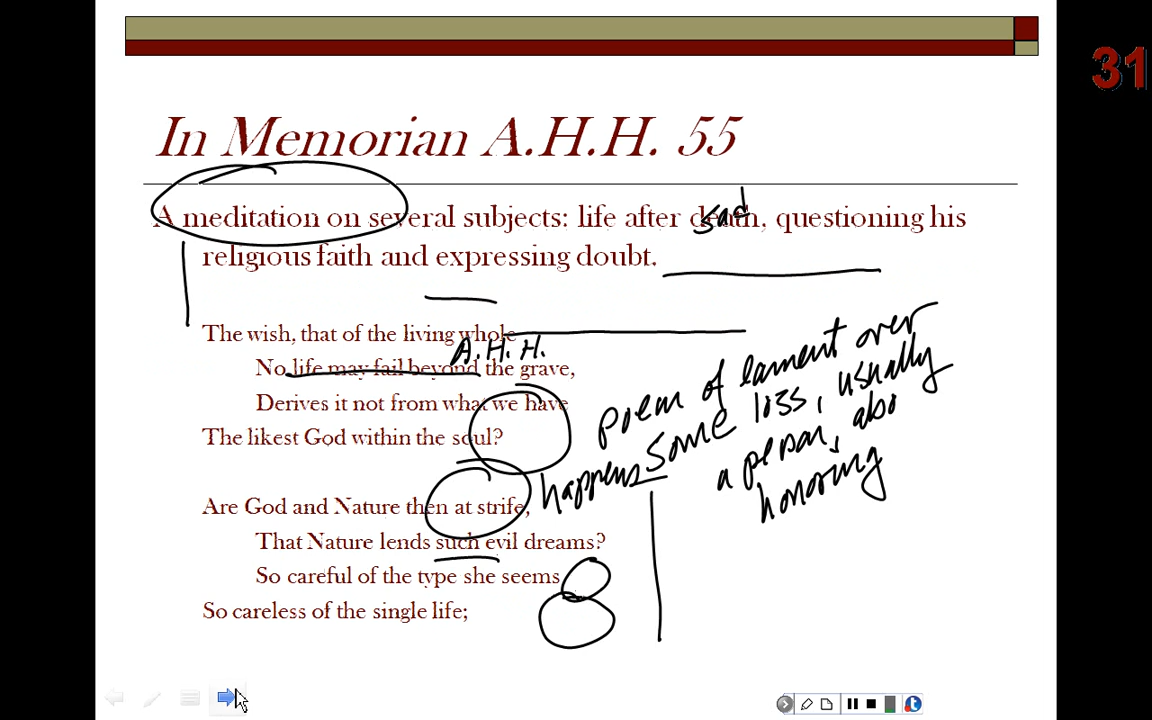 31
In Memorian A.H.H. 55
A meditation on several subjects: life after death, questioning his
sad
religious faith and expressing doubt.
The wish, that of the living whole
A.H.H.
No life may fail beyond the grave,
Derives it not from what we have
The likest God within the soul?
poem of lament over
some loss, usually
a person, also
happens
honoring
Are God and Nature then at strife,
That Nature lends such evil dreams?
So careful of the type she seems
So careless of the single life;